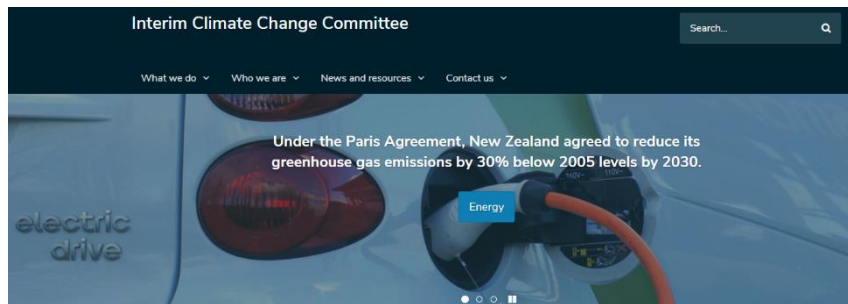 Interim Climate Change Committee
Search...
What we do
Who we are
News and resources
Contact us
Under the Paris Agreement, New Zealand agreed to reduce its
greenhouse gas emissions by 30% below 2005 levels by 2030.
110V~ 110V~
Energy
electric
drive